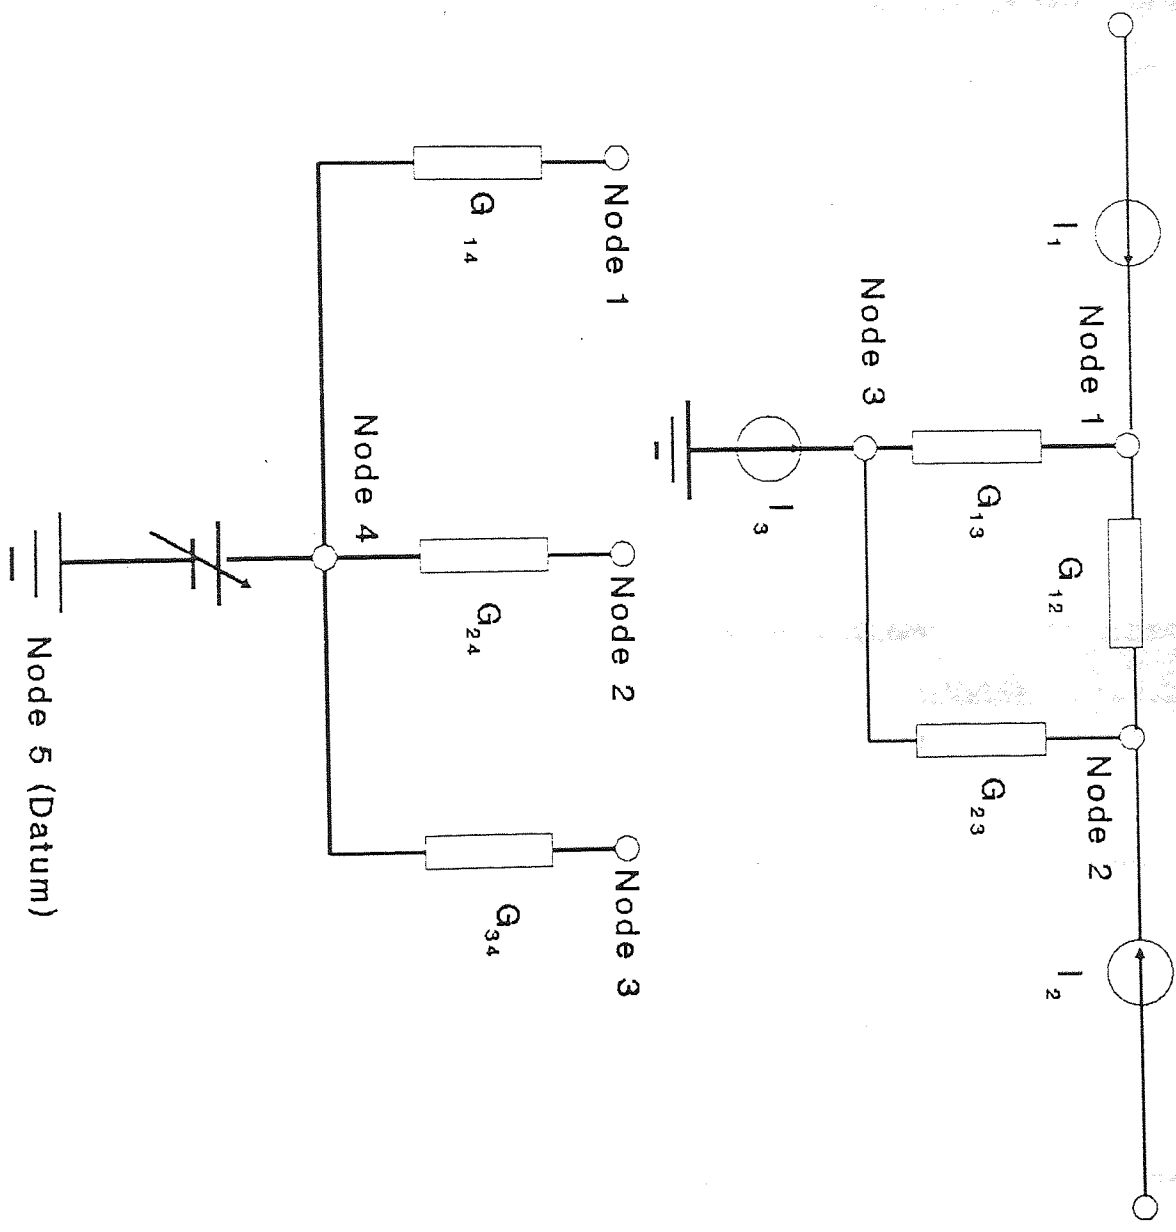 Node 1
Node 2
I₁
G₁₂
I₂
G₁₃
G₂₃
Node 3
I₃
Node 1
Node 2
Node 3
G₁₄
G₂₄
G₃₄
Node 4
Node 5 (Datum)